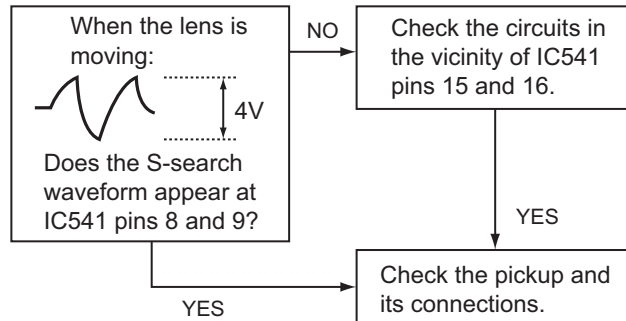 When the lens is
moving:
4V
Does the S-search
waveform appear at
IC541 pins 8 and 9?
NO
Check the circuits in
the vicinity of IC541
pins 15 and 16.
YES
YES
Check the pickup and
its connections.